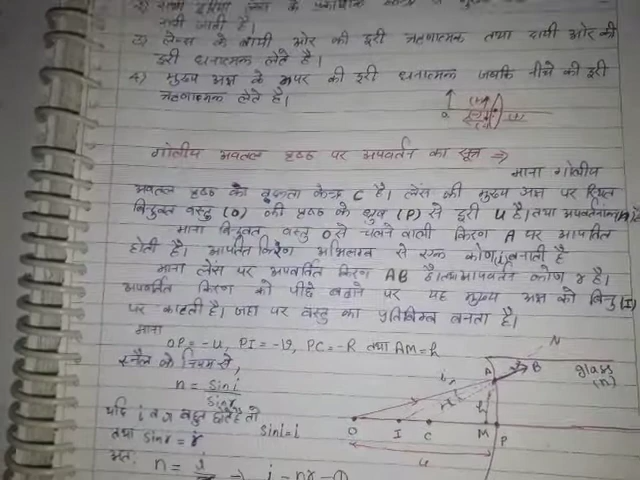 रखी जाती है।
3) लेन्स के बायीं ओर की दूरी ऋणात्मक तथा दायीं ओर की
दूरी धनात्मक लेते है।
4) मुख्य अक्ष के ऊपर की दूरी धनात्मक जबकि नीचे की दूरी
ऋणात्मक लेते है।
गोलीय अवतल पृष्ठ पर अपवर्तन का सूत्र ⇒
माना गोलीय
अवतल पृष्ठ का वक्रता केन्द्र C है। लेंस की मुख्य अक्ष पर स्थित
बिन्दुवत वस्तु (O) की पृष्ठ के ध्रुव (P) से दूरी u है। तथा
माना बिन्दुवत वस्तु O से चलने वाली किरण A पर आपतित
होती है। आपतित किरण अभिलम्ब से एक कोण i बनाती है
माना लेंस पर अपवर्तित किरण AB है। तथा अपवर्तन कोण r है।
अपवर्तित किरण को पीछे बढ़ाने पर यह मुख्य अक्ष को बिन्दु (I)
पर काटती है। जहा पर वस्तु का प्रतिबिम्ब बनता है।
माना
OP = -u, PI = -v, PC = -R तथा AM = h
स्नैल के नियम से,
n = sini / sinr
यदि i व r बहुत छोटे है तो
sini = i
तथा sinr = r
अतः n = i
N
A
B
glass
(n)
i
r
h
O I C M P
u